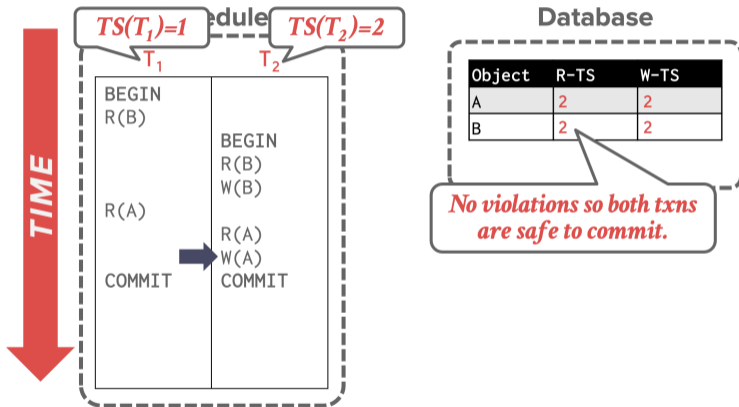 edule
TS(T₁)=1
TS(T₂)=2
T₁
T₂
TIME
BEGIN
R(B)
BEGIN
R(B)
W(B)
R(A)
R(A)
W(A)
COMMIT
COMMIT
Database
Object R-TS W-TS
A 2 2
B 2 2
No violations so both txns
are safe to commit.